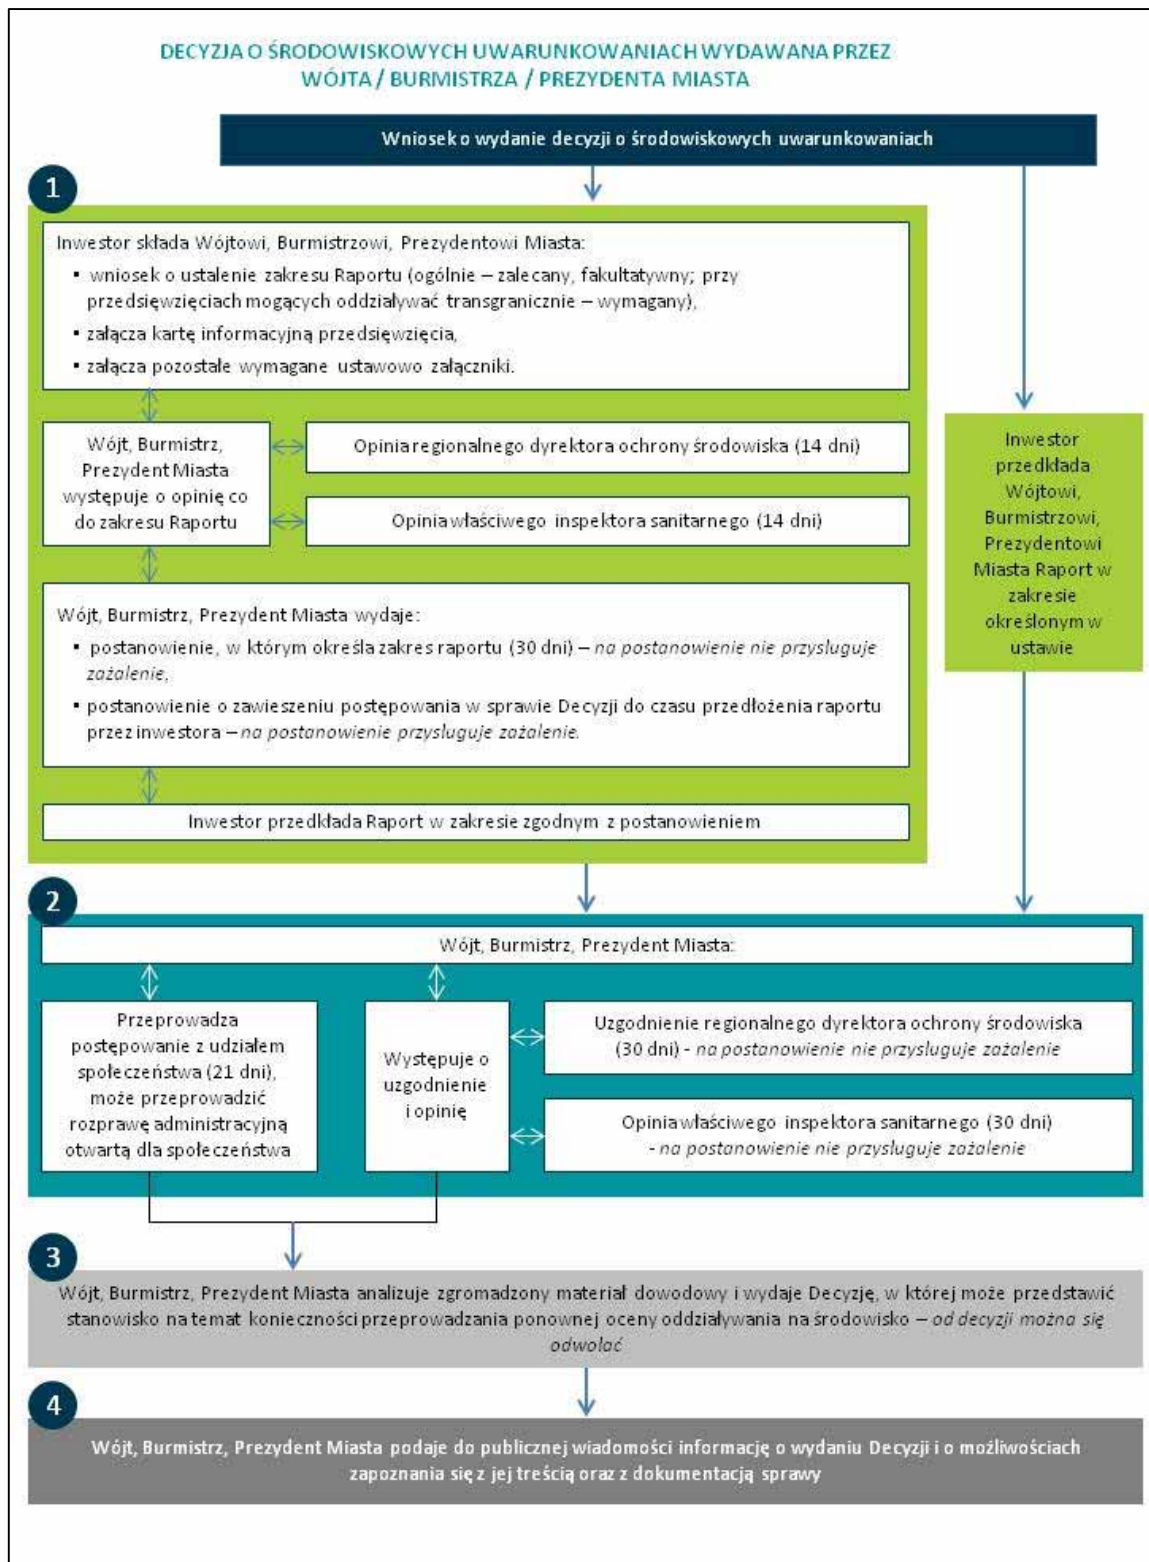 DECYZJA O ŚRODOWISKOWYCH UWARUNKOWANIACH WYDAWANA PRZEZ
WÓJTA / BURMISTRZA / PREZYDENTA MIASTA
Wniosek o wydanie decyzji o środowiskowych uwarunkowaniach
1
Inwestor składa Wójtowi, Burmistrzowi, Prezydentowi Miasta:
▪ wniosek o ustalenie zakresu Raportu (ogólnie – zalecany, fakultatywny; przy
przedsięwzięciach mogących oddziaływać transgranicznie – wymagany),
▪ załącza kartę informacyjną przedsięwzięcia,
▪ załącza pozostałe wymagane ustawowo załączniki.
Wójt, Burmistrz,
Prezydent Miasta
występuje o opinię co
do zakresu Raportu
Opinia regionalnego dyrektora ochrony środowiska (14 dni)
Opinia właściwego inspektora sanitarnego (14 dni)
Wójt, Burmistrz, Prezydent Miasta wydaje:
▪ postanowienie, w którym określa zakres raportu (30 dni) – na postanowienie nie przysługuje
zażalenie,
▪ postanowienie o zawieszeniu postępowania w sprawie Decyzji do czasu przedłożenia raportu
przez inwestora – na postanowienie przysługuje zażalenie.
Inwestor przedkłada Raport w zakresie zgodnym z postanowieniem
Inwestor
przedkłada
Wójtowi,
Burmistrzowi,
Prezydentowi
Miasta Raport w
zakresie
określonym w
ustawie
2
Wójt, Burmistrz, Prezydent Miasta:
Przeprowadza
postępowanie z udziałem
społeczeństwa (21 dni),
może przeprowadzić
rozprawę administracyjną
otwartą dla społeczeństwa
Występuje o
uzgodnienie
i opinię
Uzgodnienie regionalnego dyrektora ochrony środowiska
(30 dni) - na postanowienie nie przysługuje zażalenie
Opinia właściwego inspektora sanitarnego (30 dni)
- na postanowienie nie przysługuje zażalenie
3
Wójt, Burmistrz, Prezydent Miasta analizuje zgromadzony materiał dowodowy i wydaje Decyzję, w której może przedstawić
stanowisko na temat konieczności przeprowadzania ponownej oceny oddziaływania na środowisko – od decyzji można się
odwołać
4
Wójt, Burmistrz, Prezydent Miasta podaje do publicznej wiadomości informację o wydaniu Decyzji i o możliwościach
zapoznania się z jej treścią oraz z dokumentacją sprawy